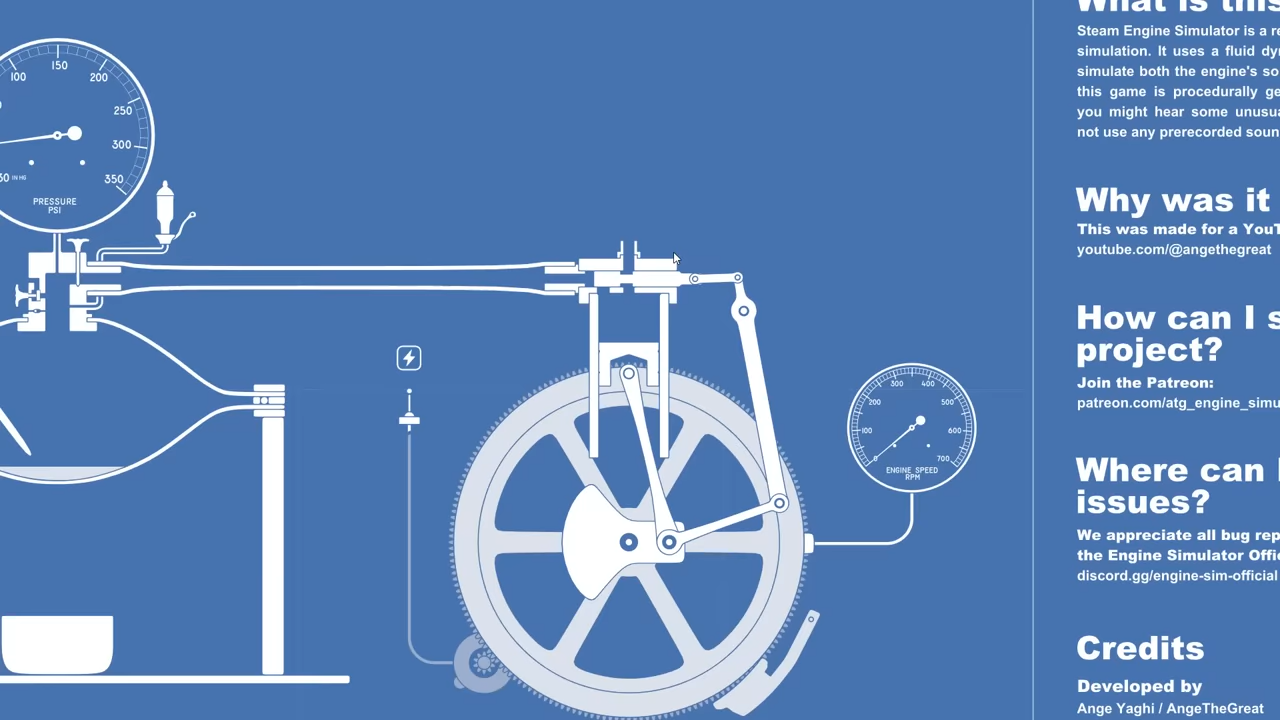 100
150
200
250
300
350
IN HG
PRESSURE
PSI
0
100
200
300
400
500
600
700
ENGINE SPEED
RPM
What is this
Steam Engine Simulator is a re
simulation. It uses a fluid dy
simulate both the engine's so
this game is procedurally ge
you might hear some unusua
not use any prerecorded soun
Why was it
This was made for a YouT
youtube.com/@angethegreat
How can I s
project?
Join the Patreon:
patreon.com/atg_engine_simu
Where can
issues?
We appreciate all bug rep
the Engine Simulator Offi
discord.gg/engine-sim-official
Credits
Developed by
Ange Yaghi / AngeTheGreat